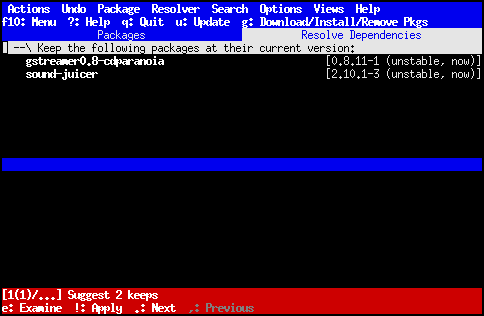 Actions Undo Package Resolver Search Options Views Help
f10: Menu ?: Help q: Quit u: Update g: Download/Install/Remove Pkgs
Packages Resolve Dependencies
--\ Keep the following packages at their current version:
gstreamer0.8-cdparanoia [0.8.11-1 (unstable, now)]
sound-juicer [2.10.1-3 (unstable, now)]
[1(1)/...] Suggest 2 keeps
e: Examine !: Apply .: Next ,: Previous